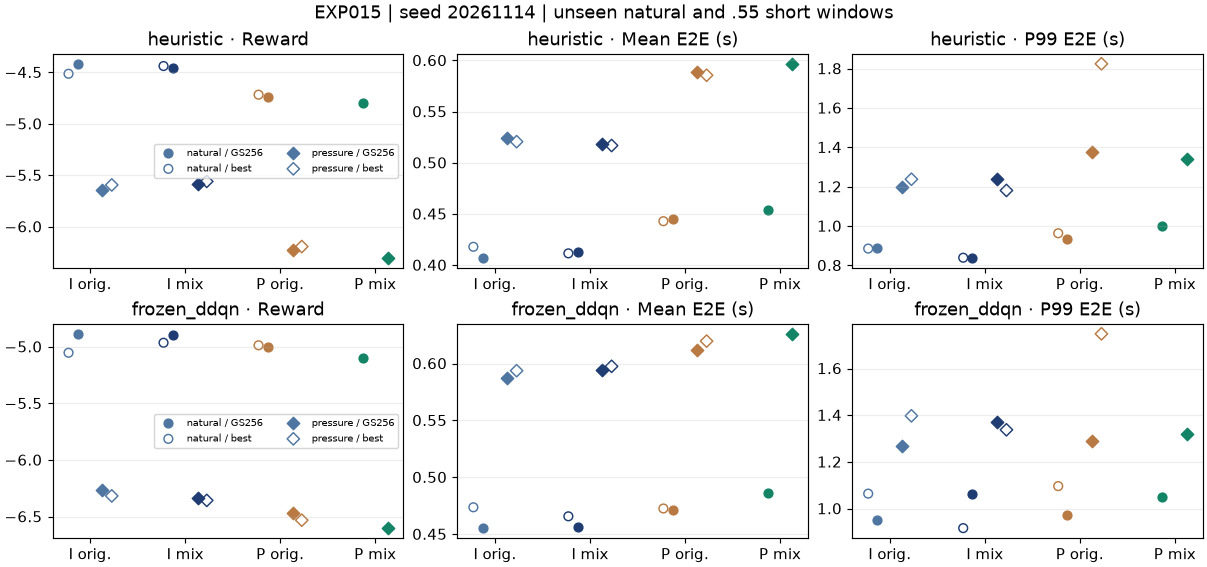 EXP015 | seed 20261114 | unseen natural and .55 short windows
heuristic · Reward
−4.5
−5.0
−5.5
−6.0
natural / GS256
natural / best
pressure / GS256
pressure / best
I orig.
I mix
P orig.
P mix
heuristic · Mean E2E (s)
0.60
0.55
0.50
0.45
0.40
I orig.
I mix
P orig.
P mix
heuristic · P99 E2E (s)
1.8
1.6
1.4
1.2
1.0
0.8
I orig.
I mix
P orig.
P mix
frozen_ddqn · Reward
−5.0
−5.5
−6.0
−6.5
natural / GS256
natural / best
pressure / GS256
pressure / best
I orig.
I mix
P orig.
P mix
frozen_ddqn · Mean E2E (s)
0.60
0.55
0.50
0.45
I orig.
I mix
P orig.
P mix
frozen_ddqn · P99 E2E (s)
1.6
1.4
1.2
1.0
I orig.
I mix
P orig.
P mix